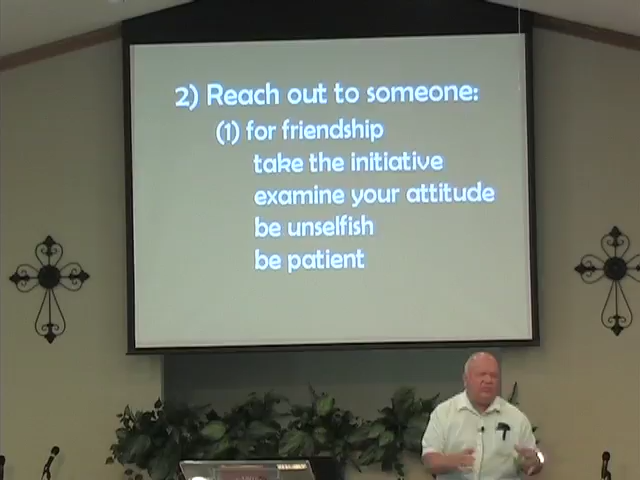 2) Reach out to someone:
(1) for friendship
take the initiative
examine your attitude
be unselfish
be patient